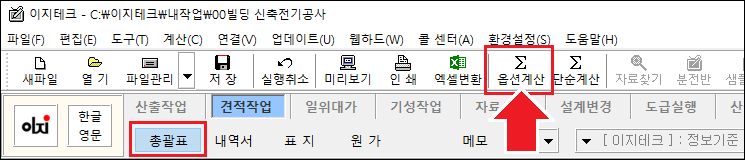 이지테크 - C:₩이지테크₩내작업₩00빌딩 신축전기공사
파일(F) 편집(E) 도구(T) 계산(C) 연결(V) 업데이트(U) 웹하드(W) 콜 센터(A) 환경설정(S) 도움말(H)
새파일 열 기 파일관리 저 장 실행취소 미리보기 인 쇄 엑셀변환 옵션계산 단순계산 자료찾기 분전반 샘플
산출작업 견적작업 일위대가 기성작업 자료 설계변경 도급실행 산
이지 한글
영문
총괄표 내역서 표 지 원 가 메모 [ 이지테크 ] : 정보기준